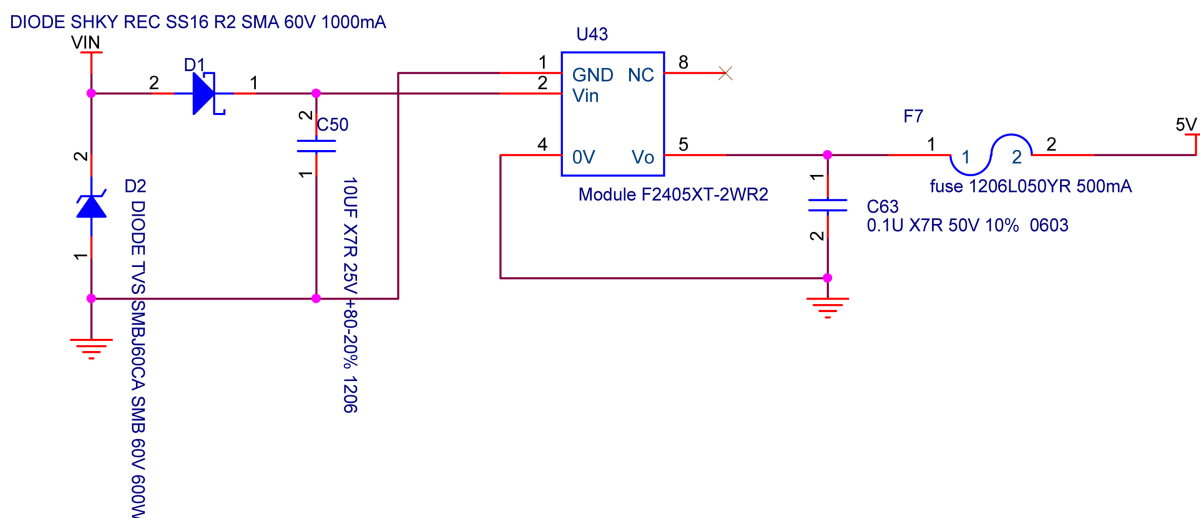 DIODE SHKY REC SS16 R2 SMA 60V 1000mA
VIN
D1
2
1
U43
1
GND
NC
8
2
Vin
4
0V
Vo
5
Module F2405XT-2WR2
2
C50
1
10UF X7R 25V +80-20% 1206
2
D2
1
DIODE TVS SMBJ60CA SMB 60V 600W
1
C63
0.1U X7R 50V 10% 0603
2
F7
1
1
2
2
fuse 1206L050YR 500mA
5V